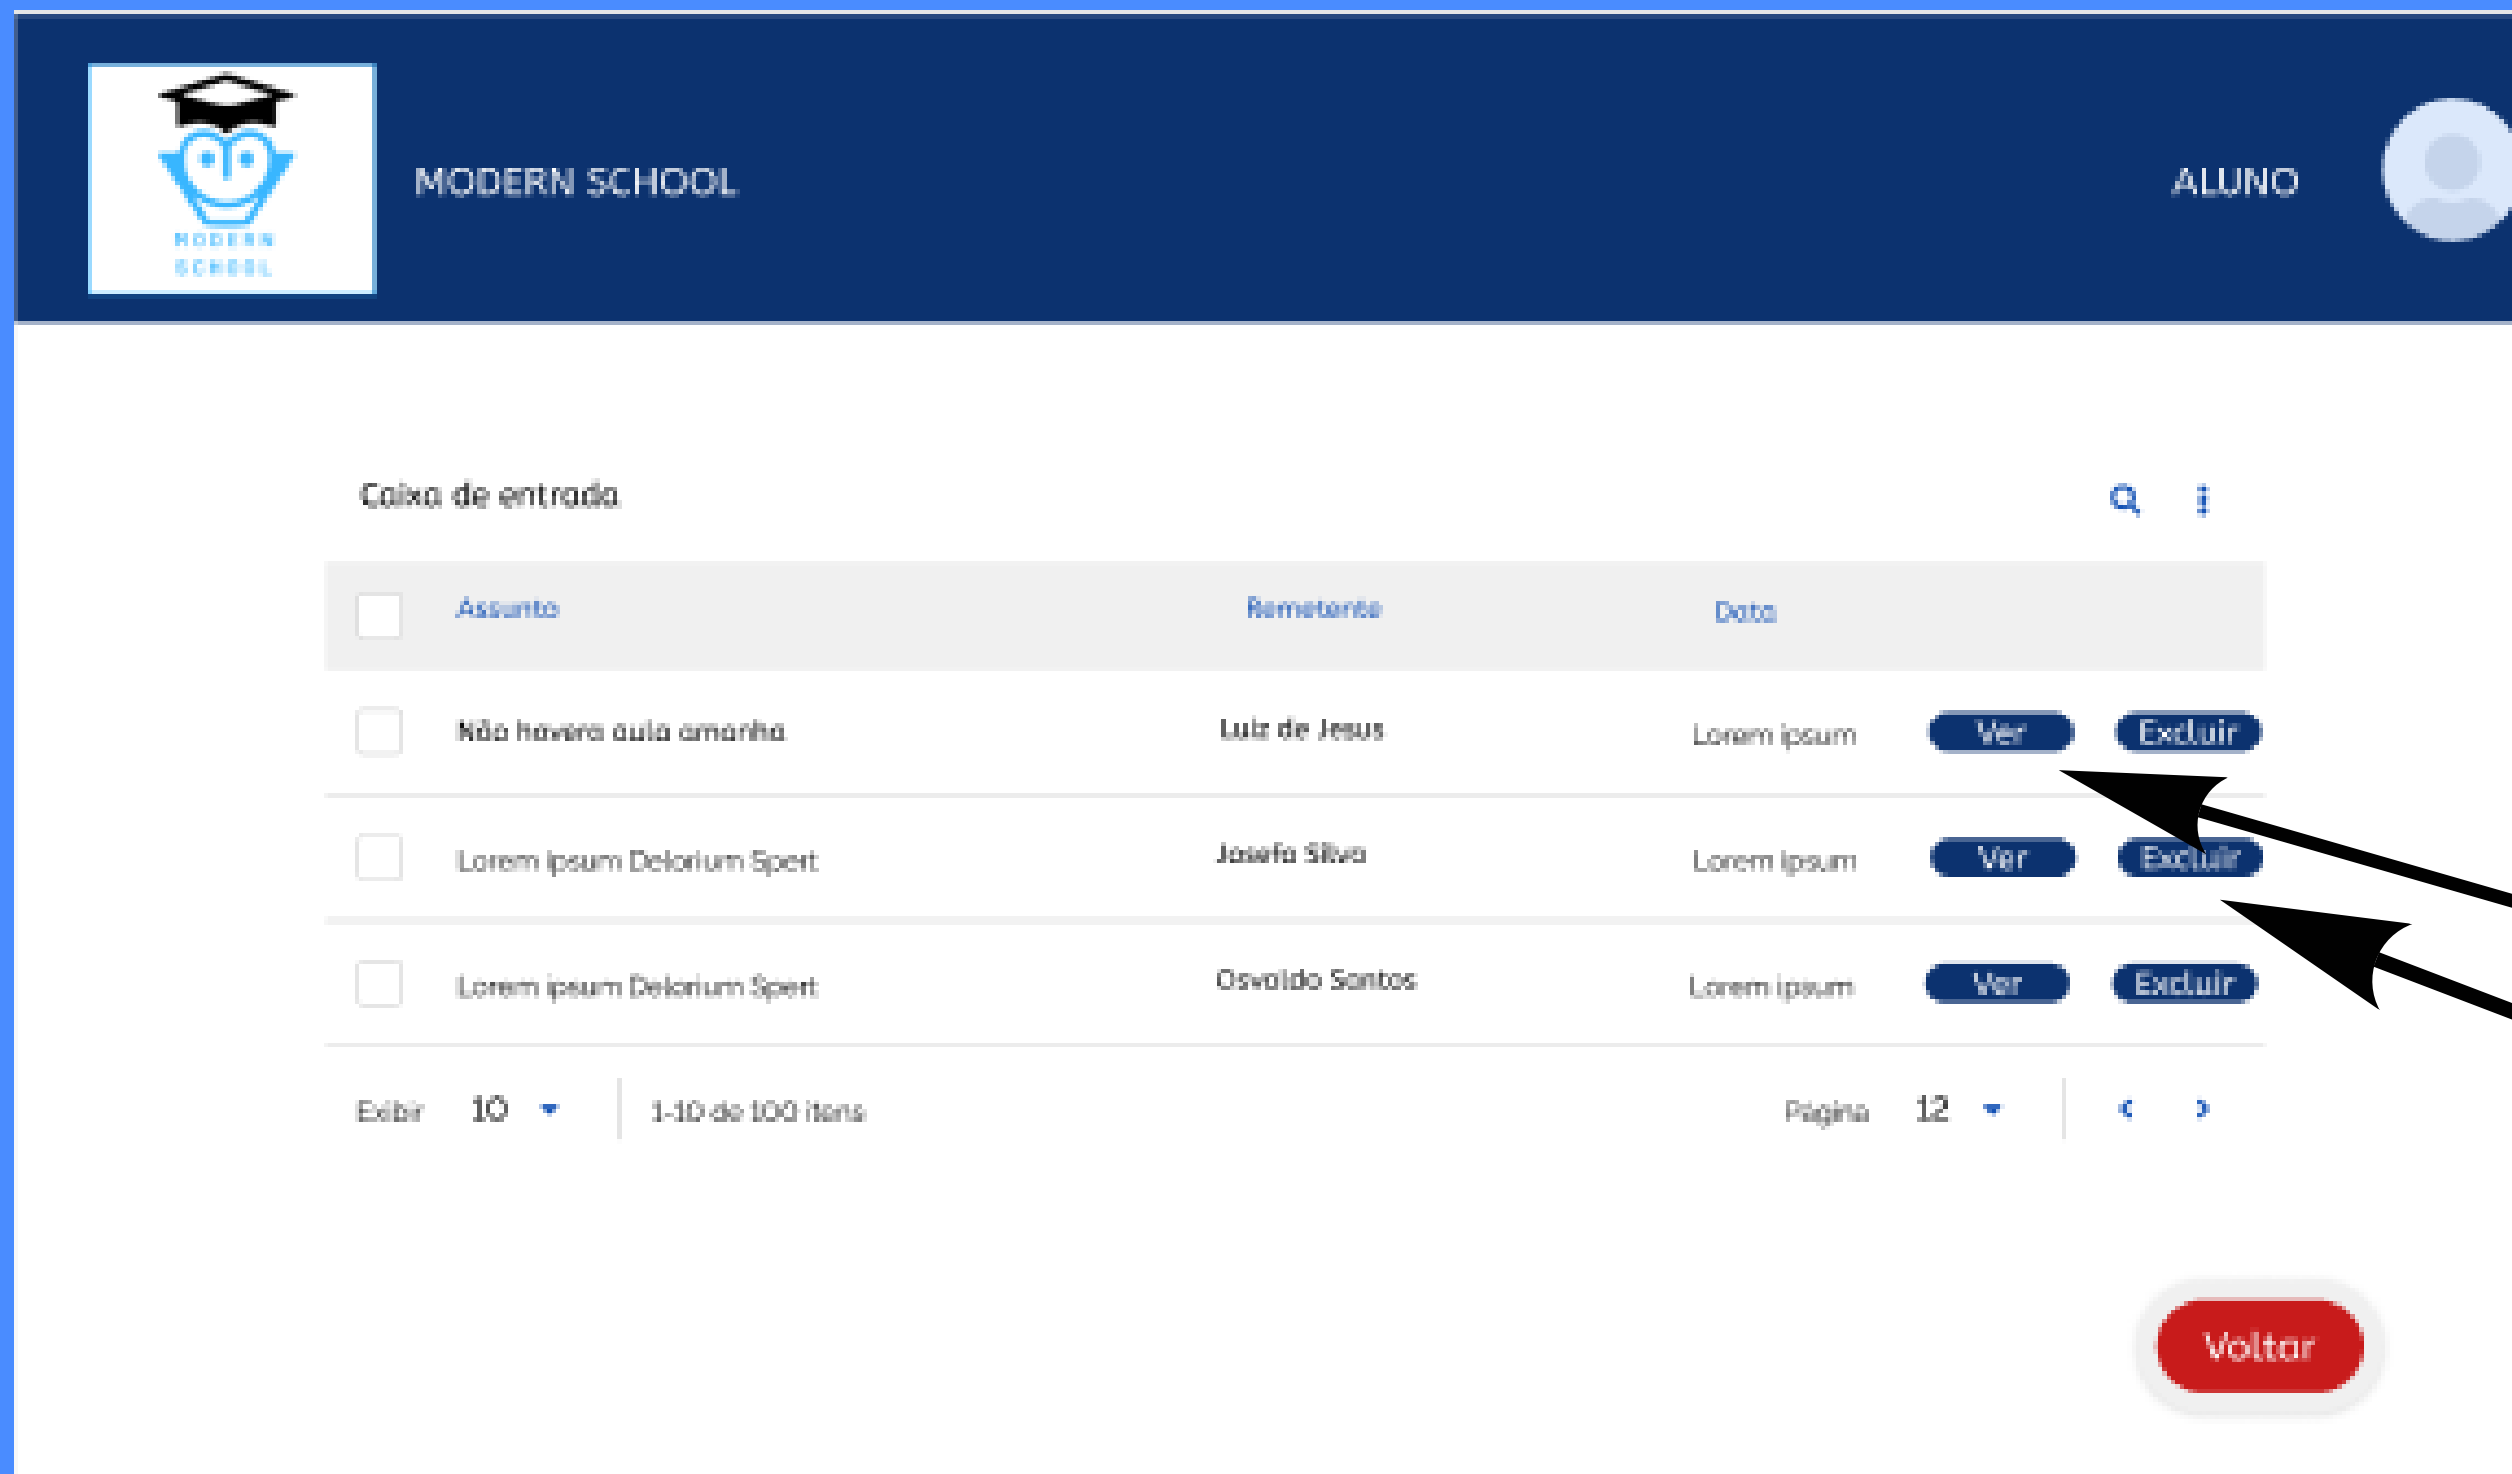 MODERN
SCHOOL
MODERN SCHOOL
ALUNO
Caixa de entrada
Assunto Remetente Data
Não havera aula amanha Luiz de Jesus Lorem ipsum Ver Excluir
Lorem ipsum Delorium Spert Josefa Silva Lorem ipsum Ver Excluir
Lorem ipsum Delorium Spert Osvaldo Santos Lorem ipsum Ver Excluir
Exibir 10 1-10 de 100 itens Página 12
Voltar